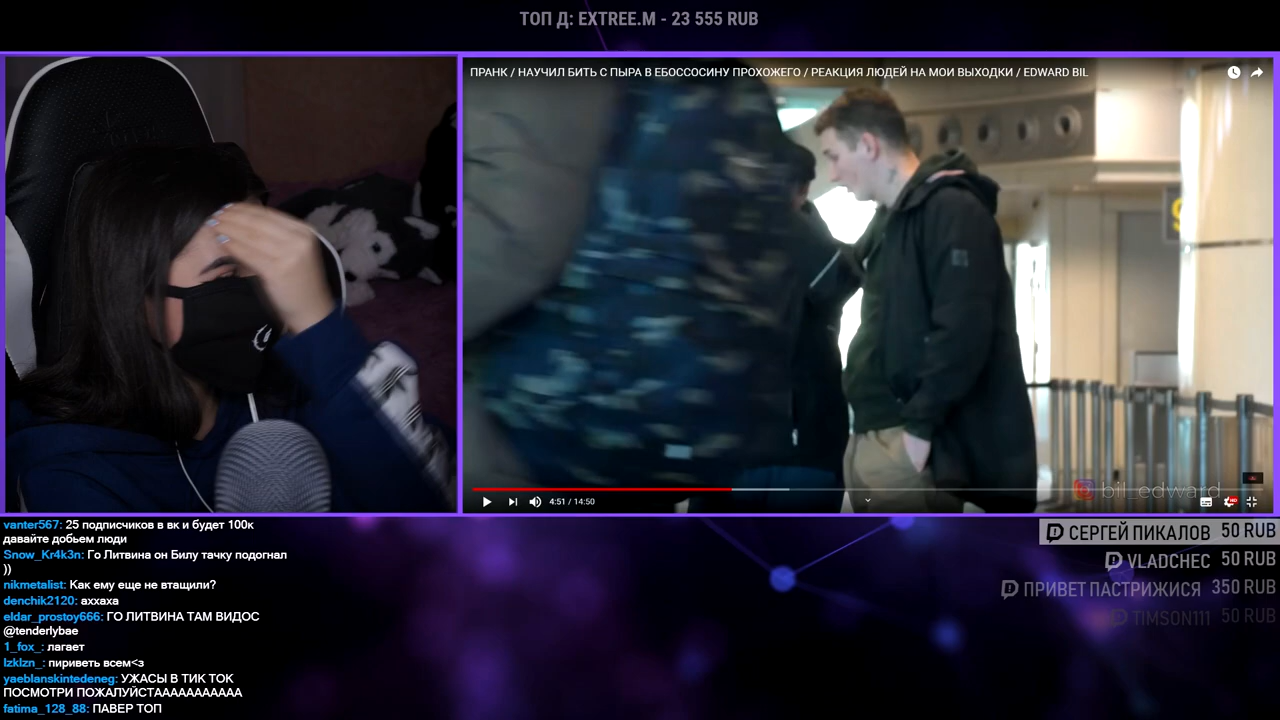 ТОП Д: EXTREE.M - 23 555 RUB
ПРАНК / НАУЧИЛ БИТЬ С ПЫРА В ЕБОССОСИНУ ПРОХОЖЕГО / РЕАКЦИЯ ЛЮДЕЙ НА МОИ ВЫХОДКИ / EDWARD BIL
bil_edward
4:51 / 14:50
HD
vanter567: 25 подписчиков в вк и будет 100к
давайте добьем люди
Snow_Kr4k3n: Го Литвина он Билу тачку подогнал
))
nikmetalist: Как ему еще не втащили?
denchik2120: аххаха
eldar_prostoy666: ГО ЛИТВИНА ТАМ ВИДОС
@tenderlybae
1_fox_: лагает
lzklzn_: пириветь всем<з
yaeblanskintedeneg: УЖАСЫ В ТИК ТОК
ПОСМОТРИ ПОЖАЛУЙСТААААААААААА
fatima_128_88: ПАВЕР ТОП
СЕРГЕЙ ПИКАЛОВ 50 RUB
VLADCHEC 50 RUB
ПРИВЕТ ПАСТРИЖИСЯ 350 RUB
TIMSON111 50 RUB